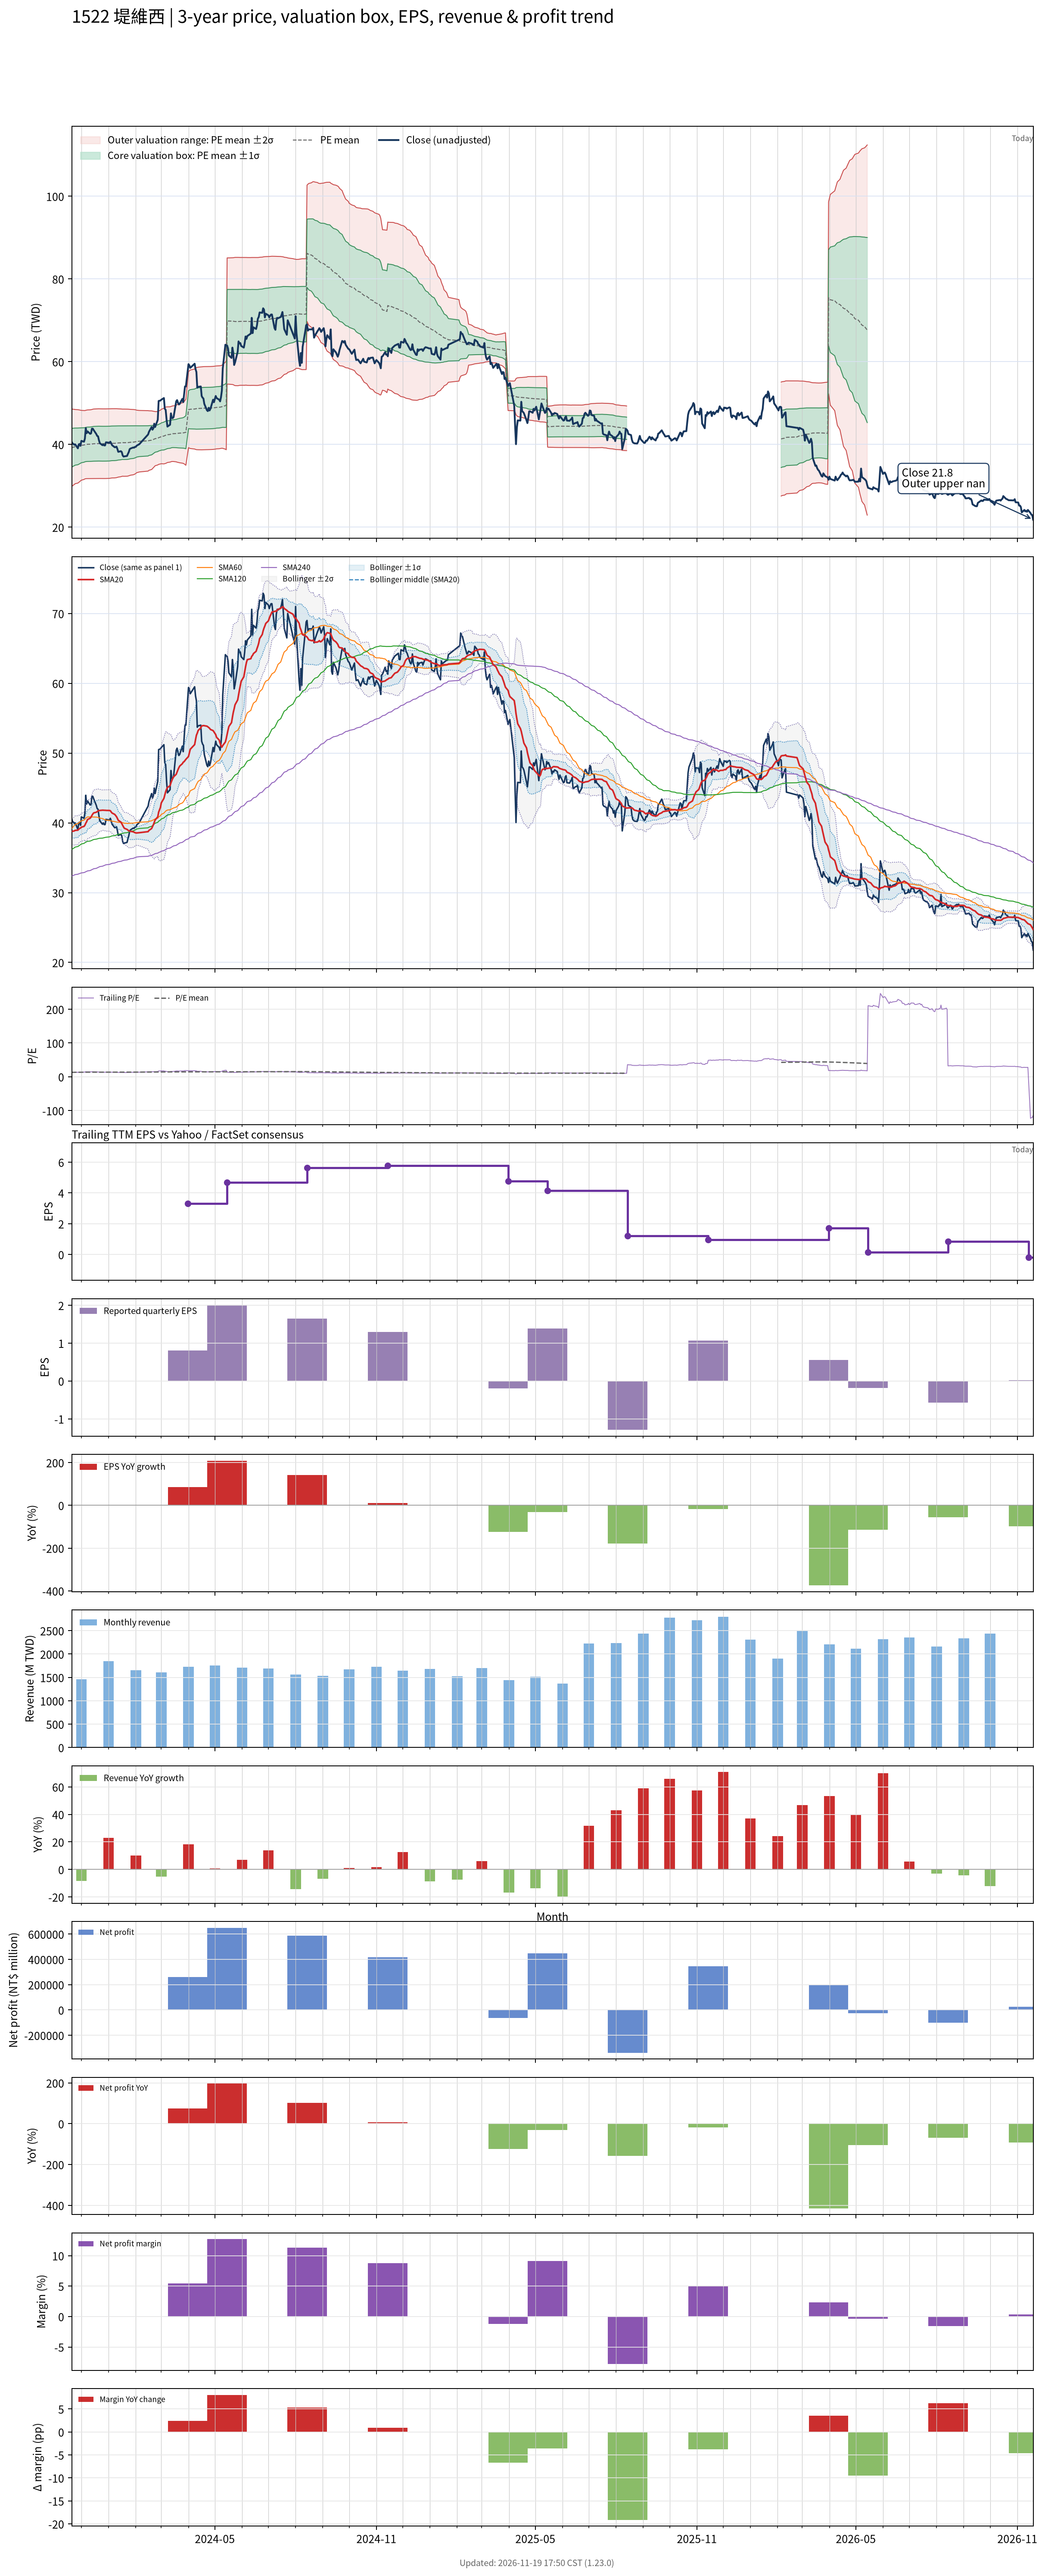 1522 堤維西 | 3-year price, valuation box, EPS, revenue & profit trend
Outer valuation range: PE mean ±2σ
PE mean
Close (unadjusted)
Core valuation box: PE mean ±1σ
Today
100
80
60
40
20
Price (TWD)
Close 21.8
Outer upper nan
Close (same as panel 1)
SMA60
SMA240
Bollinger ±1σ
SMA20
SMA120
Bollinger ±2σ
Bollinger middle (SMA20)
70
60
50
40
30
20
Price
Trailing P/E
P/E mean
200
100
0
-100
P/E
Trailing TTM EPS vs Yahoo / FactSet consensus
Today
6
4
2
0
EPS
Reported quarterly EPS
2
1
0
-1
EPS
EPS YoY growth
200
0
-200
-400
YoY (%)
Monthly revenue
2500
2000
1500
1000
500
0
Revenue (M TWD)
Revenue YoY growth
60
40
20
0
-20
YoY (%)
Month
Net profit
600000
400000
200000
0
-200000
Net profit (NT$ million)
Net profit YoY
200
0
-200
-400
YoY (%)
Net profit margin
10
5
0
-5
Margin (%)
Margin YoY change
5
0
-5
-10
-15
-20
Δ margin (pp)
2024-05
2024-11
2025-05
2025-11
2026-05
2026-11
Updated: 2026-11-19 17:50 CST (1.23.0)